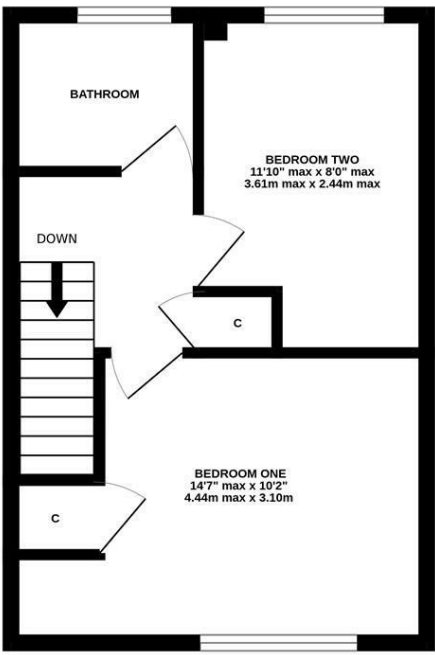 BATHROOM
BEDROOM TWO
11'10" max x 8'0" max
3.61m max x 2.44m max
DOWN
C
BEDROOM ONE
14'7" max x 10'2"
4.44m max x 3.10m
C